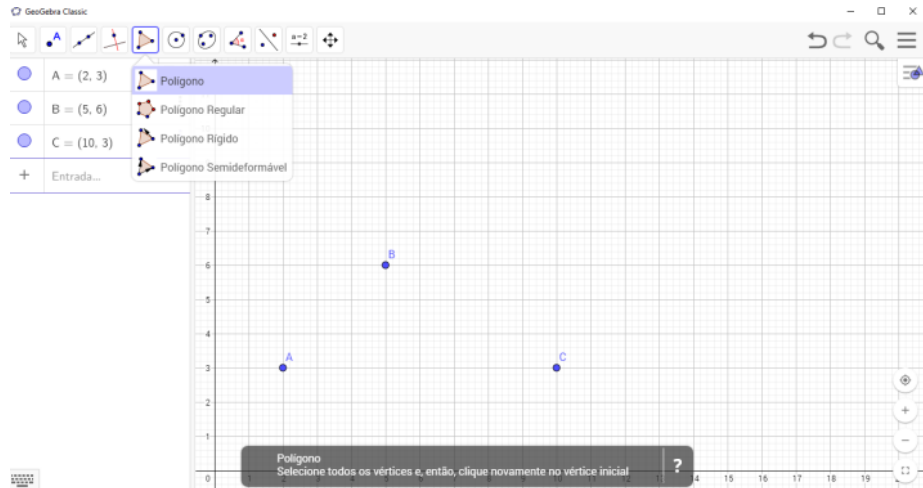 GeoGebra Classic
A
a=2
A = (2, 3)
B = (5, 6)
C = (10, 3)
+ Entrada...
Polígono
Polígono Regular
Polígono Rígido
Polígono Semideformável
8
7
6
5
4
3
2
1
B
A
C
Polígono
Selecione todos os vértices e, então, clique novamente no vértice inicial
?
0
4 15 16 17 18 19